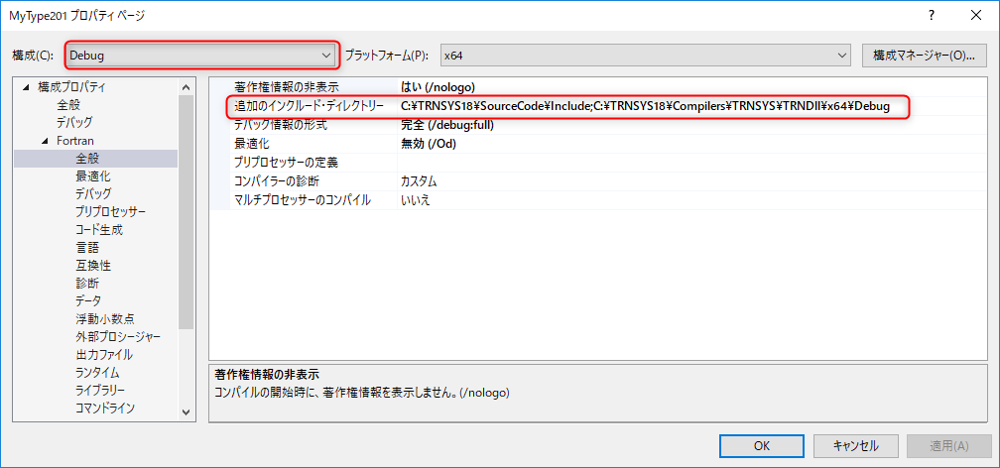 MyType201 プロパティ ページ
?
構成(C):
Debug
プラットフォーム(P):
x64
構成マネージャー(O)...
構成プロパティ
全般
デバッグ
Fortran
全般
最適化
デバッグ
プリプロセッサー
コード生成
言語
互換性
診断
データ
浮動小数点
外部プロシージャー
出力ファイル
ランタイム
ライブラリー
コマンドライン
著作権情報の非表示 はい (/nologo)
追加のインクルード・ディレクトリー C:¥TRNSYS18¥SourceCode¥Include;C:¥TRNSYS18¥Compilers¥TRNSYS¥TRNDll¥x64¥Debug
デバッグ情報の形式 完全 (/debug:full)
最適化 無効 (/Od)
プリプロセッサーの定義
コンパイラーの診断 カスタム
マルチプロセッサーのコンパイル いいえ
著作権情報の非表示
コンパイルの開始時に、著作権情報を表示しません。(/nologo)
OK
キャンセル
適用(A)